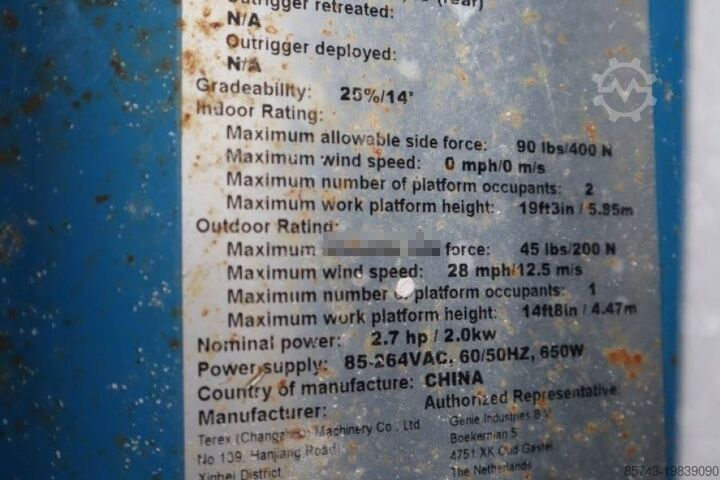 Outrigger retreated: (rear)
N/A
Outrigger deployed:
N/A
Gradeability: 25%/14°
Indoor Rating:
Maximum allowable side force: 90 lbs/400 N
Maximum wind speed: 0 mph/0 m/s
Maximum number of platform occupants: 2
Maximum work platform height: 19ft3in / 5.85m
Outdoor Rating:
Maximum force: 45 lbs/200 N
Maximum wind speed: 28 mph/12.5 m/s
Maximum number of platform occupants: 1
Maximum work platform height: 14ft8in / 4.47m
Nominal power: 2.7 hp / 2.0kw
Power supply: 85-264VAC, 60/50HZ, 650W
Country of manufacture: CHINA
Manufacturer: Authorized Representative:
Terex (Changzhou) Machinery Co., Ltd Genie Industries B.V
No 139, Hanjiang Road Boekerman 5
Xinbei District 4751 XK Oud Gastel
The Netherlands
85743-19839090